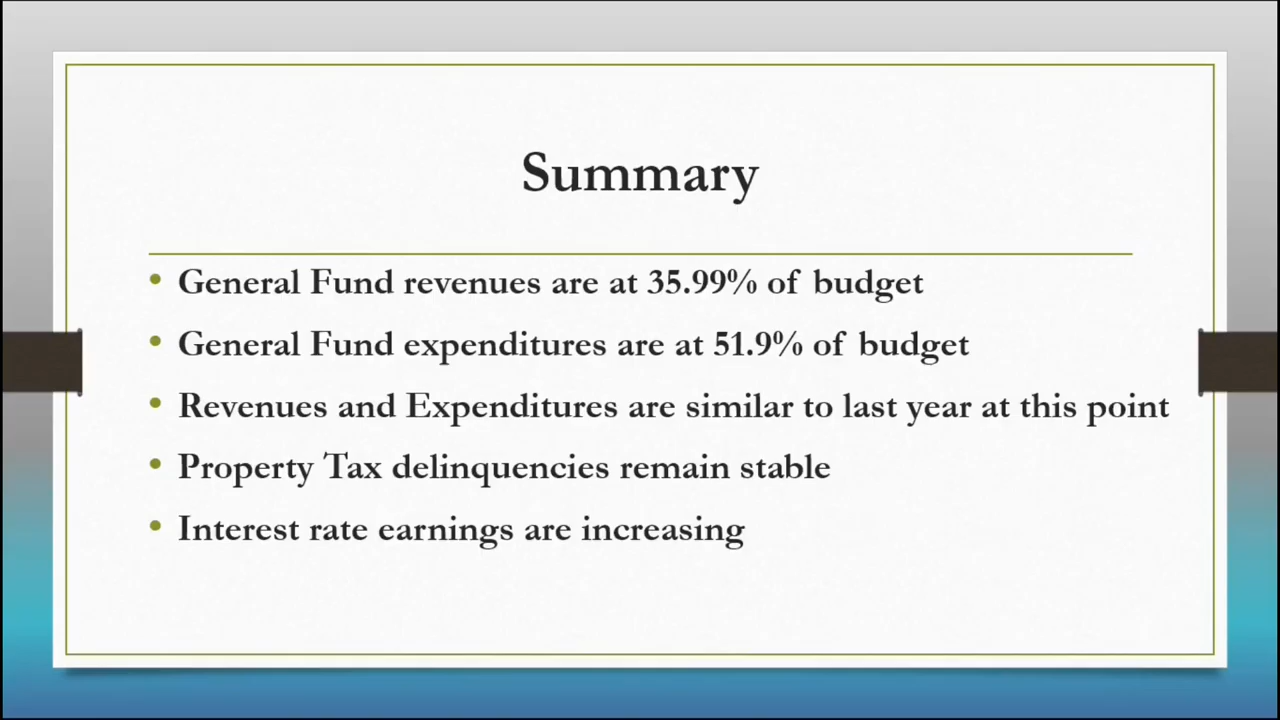 Summary
• General Fund revenues are at 35.99% of budget
• General Fund expenditures are at 51.9% of budget
• Revenues and Expenditures are similar to last year at this point
• Property Tax delinquencies remain stable
• Interest rate earnings are increasing